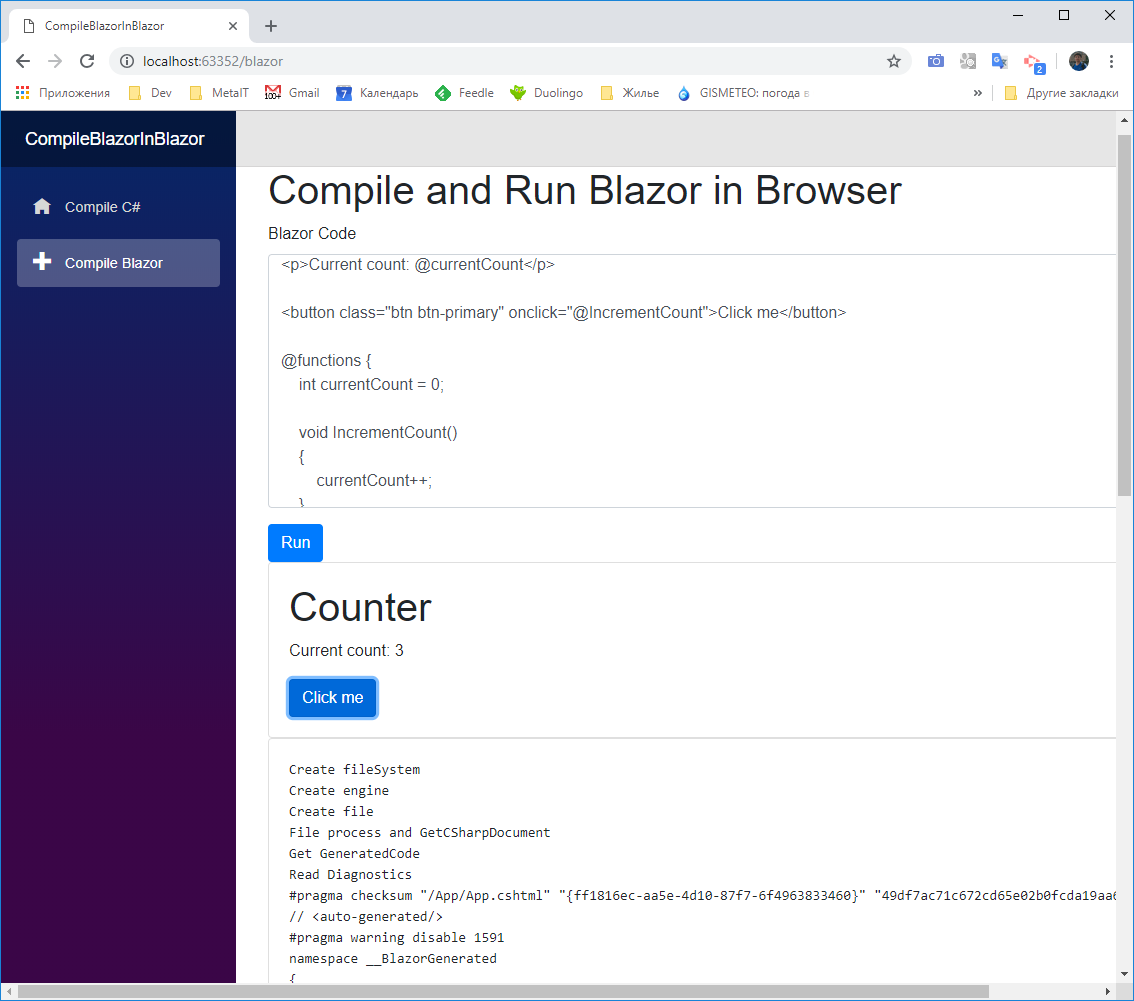 CompileBlazorInBlazor
localhost:63352/blazor
2
Приложения Dev MetaIT 100+ Gmail 7 Календарь Feedle Duolingo Жилье GISMETEO: погода в » Другие закладки
CompileBlazorInBlazor
Compile C#
Compile Blazor
Compile and Run Blazor in Browser
Blazor Code
<p>Current count: @currentCount</p>
<button class="btn btn-primary" onclick="@IncrementCount">Click me</button>
@functions {
int currentCount = 0;
void IncrementCount()
{
currentCount++;
}
Run
Counter
Current count: 3
Click me
Create fileSystem
Create engine
Create file
File process and GetCSharpDocument
Get GeneratedCode
Read Diagnostics
#pragma checksum "/App/App.cshtml" "{ff1816ec-aa5e-4d10-87f7-6f4963833460}" "49df7ac71c672cd65e02b0fcda19aa6
// <auto-generated/>
#pragma warning disable 1591
namespace __BlazorGenerated
{